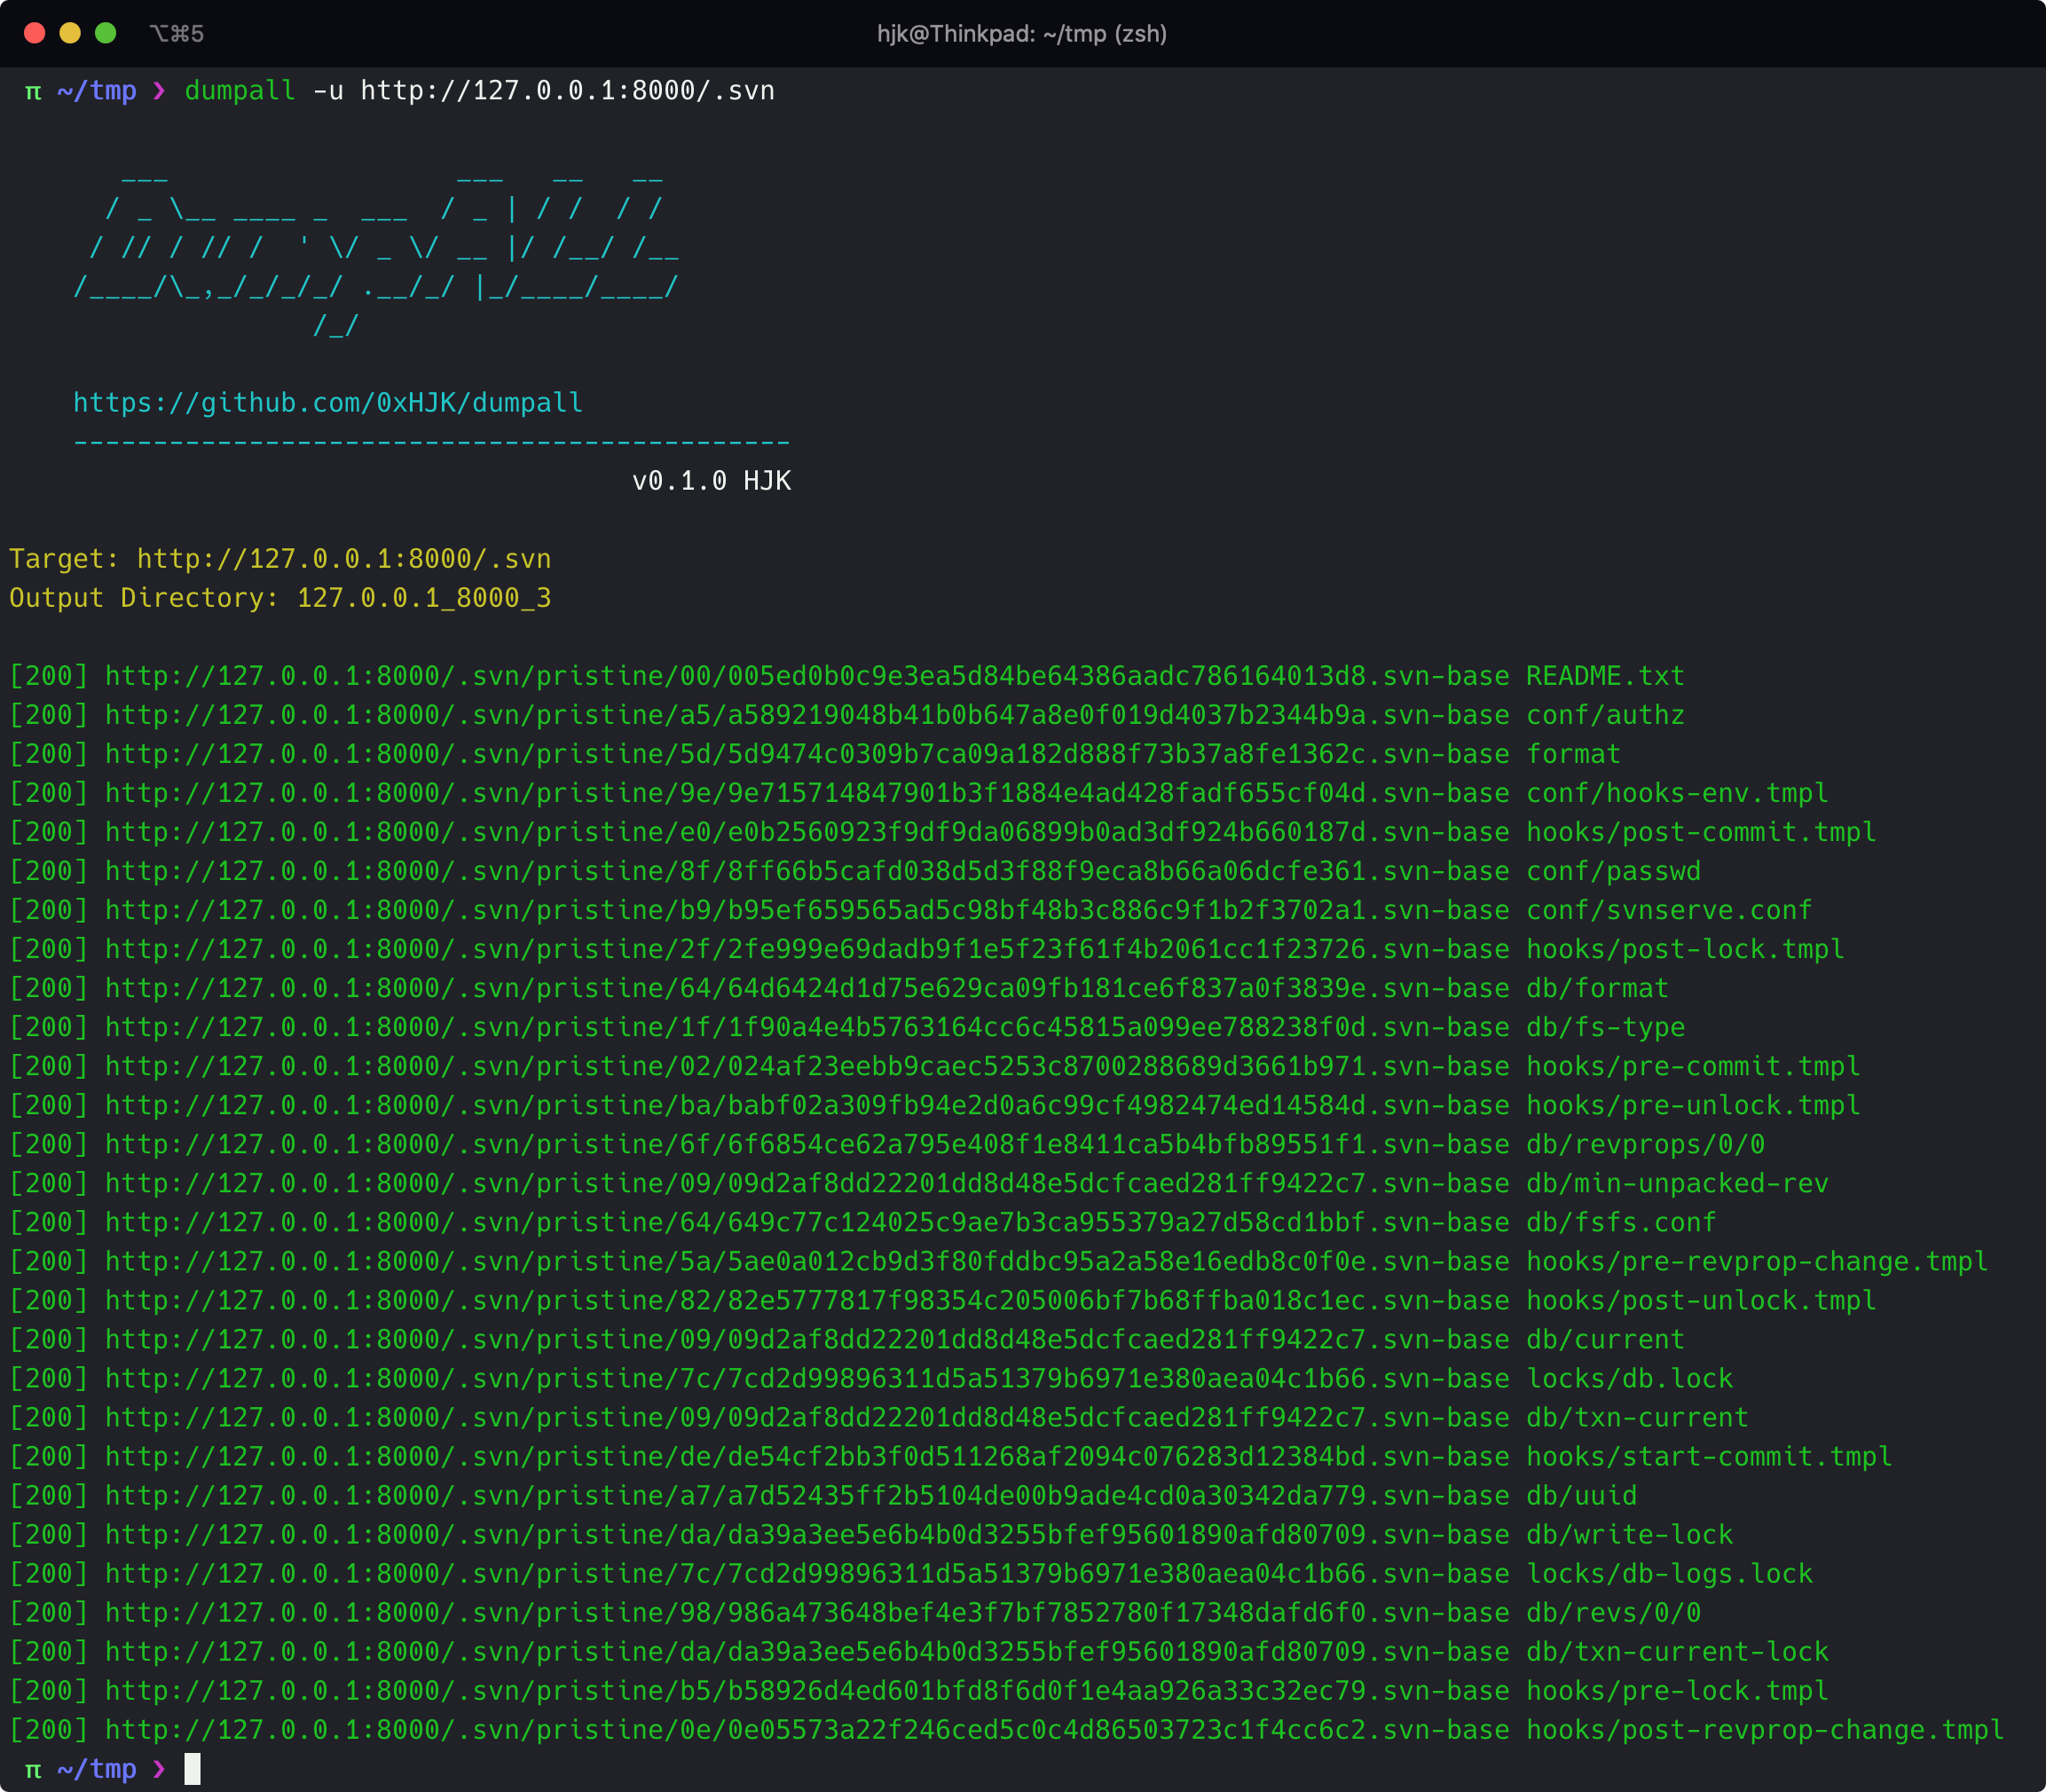 ⌥⌘5
hjk@Thinkpad: ~/tmp (zsh)
π ~/tmp ❯ dumpall -u http://127.0.0.1:8000/.svn
   ___                  ___   __   __
  / _ \__ ____ _  ___  / _ | / /  / /
 / // / // /  ' \/ _ \/ __ |/ /__/ /__
/____/\_,_/_/_/_/ .__/_/ |_/____/____/
               /_/
https://github.com/0xHJK/dumpall
---------------------------------------------
v0.1.0 HJK
Target: http://127.0.0.1:8000/.svn
Output Directory: 127.0.0.1_8000_3
[200] http://127.0.0.1:8000/.svn/pristine/00/005ed0b0c9e3ea5d84be64386aadc786164013d8.svn-base README.txt
[200] http://127.0.0.1:8000/.svn/pristine/a5/a589219048b41b0b647a8e0f019d4037b2344b9a.svn-base conf/authz
[200] http://127.0.0.1:8000/.svn/pristine/5d/5d9474c0309b7ca09a182d888f73b37a8fe1362c.svn-base format
[200] http://127.0.0.1:8000/.svn/pristine/9e/9e715714847901b3f1884e4ad428fadf655cf04d.svn-base conf/hooks-env.tmpl
[200] http://127.0.0.1:8000/.svn/pristine/e0/e0b2560923f9df9da06899b0ad3df924b660187d.svn-base hooks/post-commit.tmpl
[200] http://127.0.0.1:8000/.svn/pristine/8f/8ff66b5cafd038d5d3f88f9eca8b66a06dcfe361.svn-base conf/passwd
[200] http://127.0.0.1:8000/.svn/pristine/b9/b95ef659565ad5c98bf48b3c886c9f1b2f3702a1.svn-base conf/svnserve.conf
[200] http://127.0.0.1:8000/.svn/pristine/2f/2fe999e69dadb9f1e5f23f61f4b2061cc1f23726.svn-base hooks/post-lock.tmpl
[200] http://127.0.0.1:8000/.svn/pristine/64/64d6424d1d75e629ca09fb181ce6f837a0f3839e.svn-base db/format
[200] http://127.0.0.1:8000/.svn/pristine/1f/1f90a4e4b5763164cc6c45815a099ee788238f0d.svn-base db/fs-type
[200] http://127.0.0.1:8000/.svn/pristine/02/024af23eebb9caec5253c8700288689d3661b971.svn-base hooks/pre-commit.tmpl
[200] http://127.0.0.1:8000/.svn/pristine/ba/babf02a309fb94e2d0a6c99cf4982474ed14584d.svn-base hooks/pre-unlock.tmpl
[200] http://127.0.0.1:8000/.svn/pristine/6f/6f6854ce62a795e408f1e8411ca5b4bfb89551f1.svn-base db/revprops/0/0
[200] http://127.0.0.1:8000/.svn/pristine/09/09d2af8dd22201dd8d48e5dcfcaed281ff9422c7.svn-base db/min-unpacked-rev
[200] http://127.0.0.1:8000/.svn/pristine/64/649c77c124025c9ae7b3ca955379a27d58cd1bbf.svn-base db/fsfs.conf
[200] http://127.0.0.1:8000/.svn/pristine/5a/5ae0a012cb9d3f80fddbc95a2a58e16edb8c0f0e.svn-base hooks/pre-revprop-change.tmpl
[200] http://127.0.0.1:8000/.svn/pristine/82/82e5777817f98354c205006bf7b68ffba018c1ec.svn-base hooks/post-unlock.tmpl
[200] http://127.0.0.1:8000/.svn/pristine/09/09d2af8dd22201dd8d48e5dcfcaed281ff9422c7.svn-base db/current
[200] http://127.0.0.1:8000/.svn/pristine/7c/7cd2d99896311d5a51379b6971e380aea04c1b66.svn-base locks/db.lock
[200] http://127.0.0.1:8000/.svn/pristine/09/09d2af8dd22201dd8d48e5dcfcaed281ff9422c7.svn-base db/txn-current
[200] http://127.0.0.1:8000/.svn/pristine/de/de54cf2bb3f0d511268af2094c076283d12384bd.svn-base hooks/start-commit.tmpl
[200] http://127.0.0.1:8000/.svn/pristine/a7/a7d52435ff2b5104de00b9ade4cd0a30342da779.svn-base db/uuid
[200] http://127.0.0.1:8000/.svn/pristine/da/da39a3ee5e6b4b0d3255bfef95601890afd80709.svn-base db/write-lock
[200] http://127.0.0.1:8000/.svn/pristine/7c/7cd2d99896311d5a51379b6971e380aea04c1b66.svn-base locks/db-logs.lock
[200] http://127.0.0.1:8000/.svn/pristine/98/986a473648bef4e3f7bf7852780f17348dafd6f0.svn-base db/revs/0/0
[200] http://127.0.0.1:8000/.svn/pristine/da/da39a3ee5e6b4b0d3255bfef95601890afd80709.svn-base db/txn-current-lock
[200] http://127.0.0.1:8000/.svn/pristine/b5/b58926d4ed601bfd8f6d0f1e4aa926a33c32ec79.svn-base hooks/pre-lock.tmpl
[200] http://127.0.0.1:8000/.svn/pristine/0e/0e05573a22f246ced5c0c4d86503723c1f4cc6c2.svn-base hooks/post-revprop-change.tmpl
π ~/tmp ❯